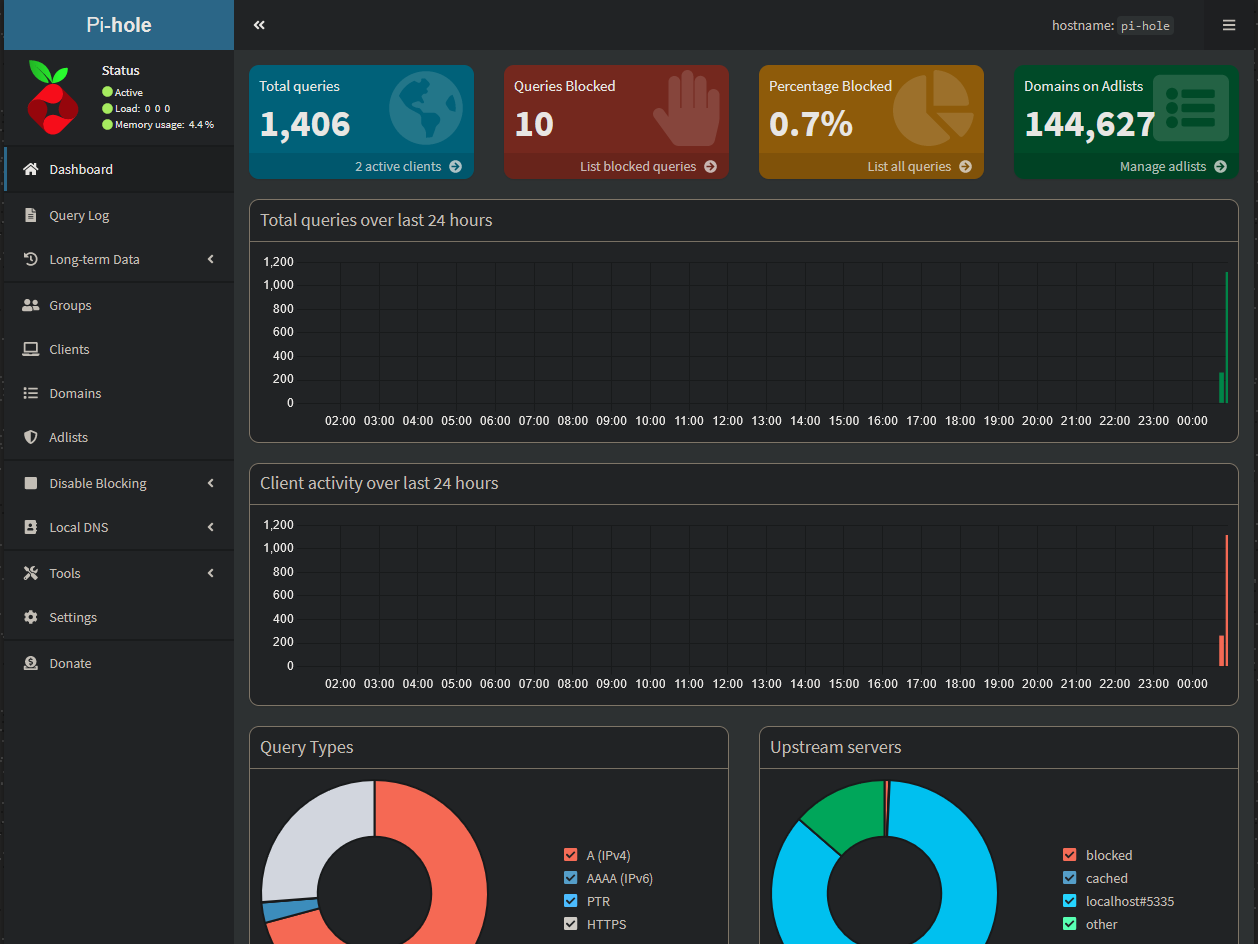 Pi-hole
hostname: pi-hole
Status
Active
Load: 0 0 0
Memory usage: 4.4 %
Dashboard
Query Log
Long-term Data
Groups
Clients
Domains
Adlists
Disable Blocking
Local DNS
Tools
Settings
Donate
Total queries
1,406
2 active clients
Queries Blocked
10
List blocked queries
Percentage Blocked
0.7%
List all queries
Domains on Adlists
144,627
Manage adlists
Total queries over last 24 hours
1,200
1,000
800
600
400
200
0
02:00 03:00 04:00 05:00 06:00 07:00 08:00 09:00 10:00 11:00 12:00 13:00 14:00 15:00 16:00 17:00 18:00 19:00 20:00 21:00 22:00 23:00 00:00
Client activity over last 24 hours
1,200
1,000
800
600
400
200
0
02:00 03:00 04:00 05:00 06:00 07:00 08:00 09:00 10:00 11:00 12:00 13:00 14:00 15:00 16:00 17:00 18:00 19:00 20:00 21:00 22:00 23:00 00:00
Query Types
A (IPv4)
AAAA (IPv6)
PTR
HTTPS
Upstream servers
blocked
cached
localhost#5335
other